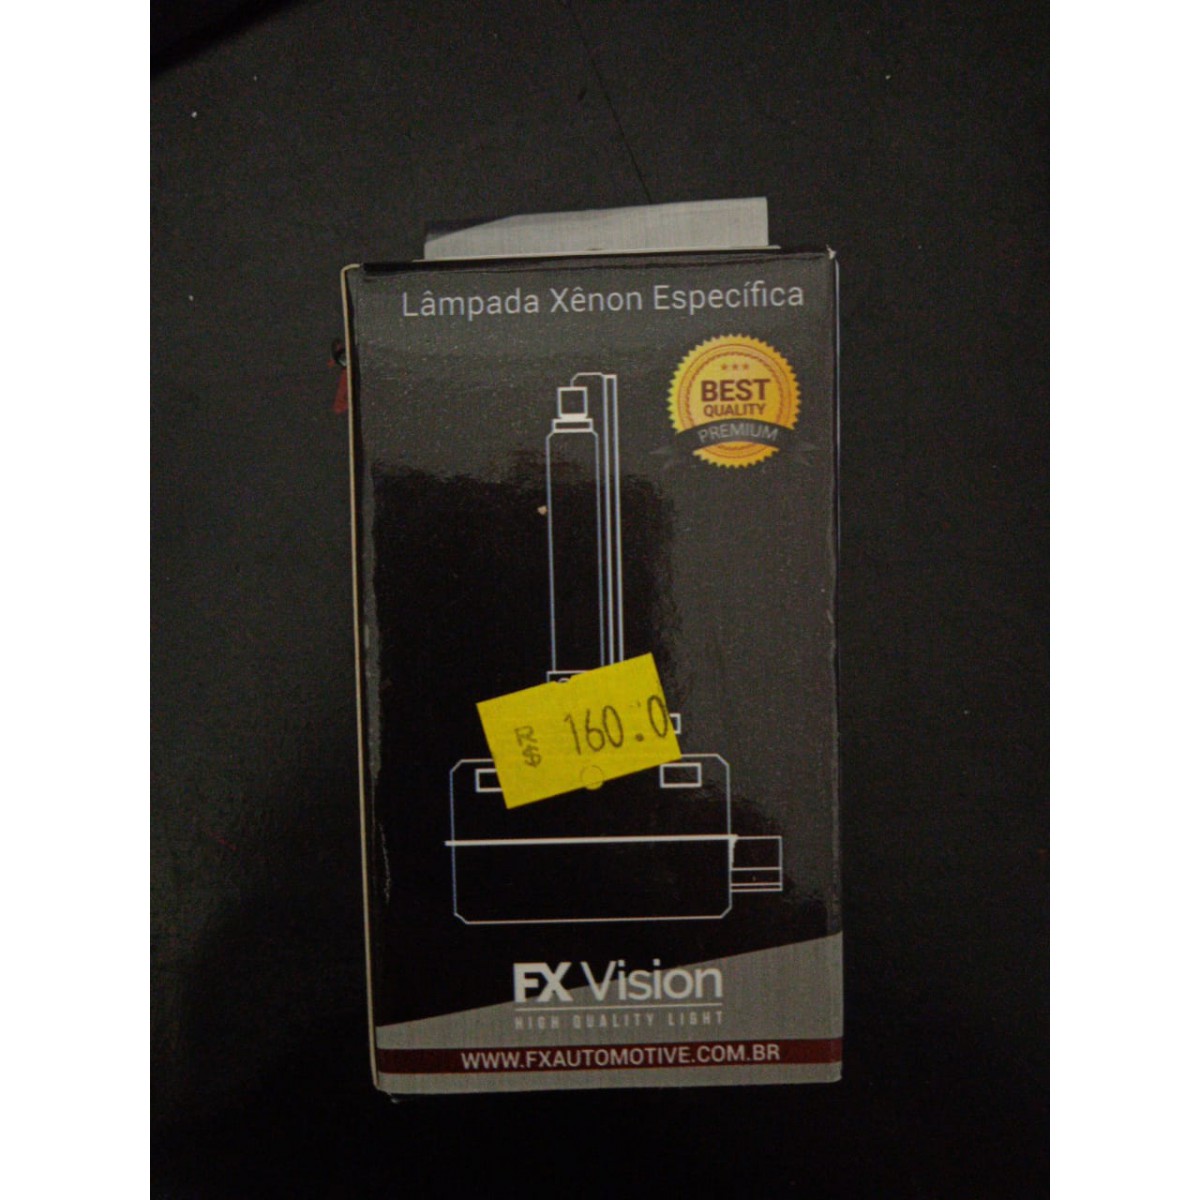 Lâmpada Xênon Específica
BEST
QUALITY
PREMIUM
R$ 160.0
FX Vision
HIGH QUALITY LIGHT
WWW.FXAUTOMOTIVE.COM.BR